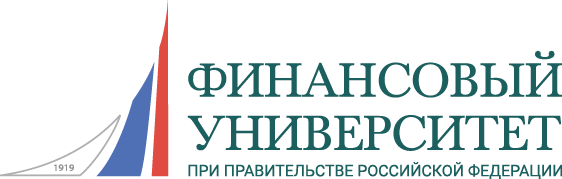 ФИНАНСОВЫЙ
УНИВЕРСИТЕТ
ПРИ ПРАВИТЕЛЬСТВЕ РОССИЙСКОЙ ФЕДЕРАЦИИ
1919